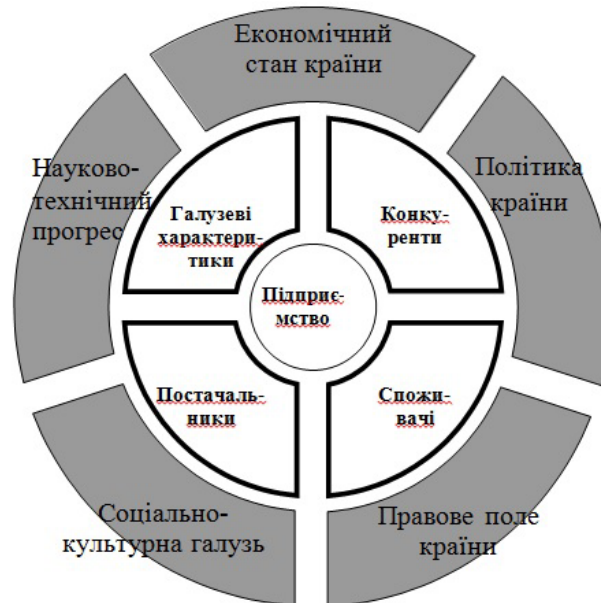 Економічний
стан країни
Науково-
технічний
прогрес
Політика
країни
Галузеві
характери-
тики
Конку-
ренти
Підприє-
мство
Постачаль-
ники
Спожи-
вачі
Соціально-
культурна галузь
Правове поле
країни